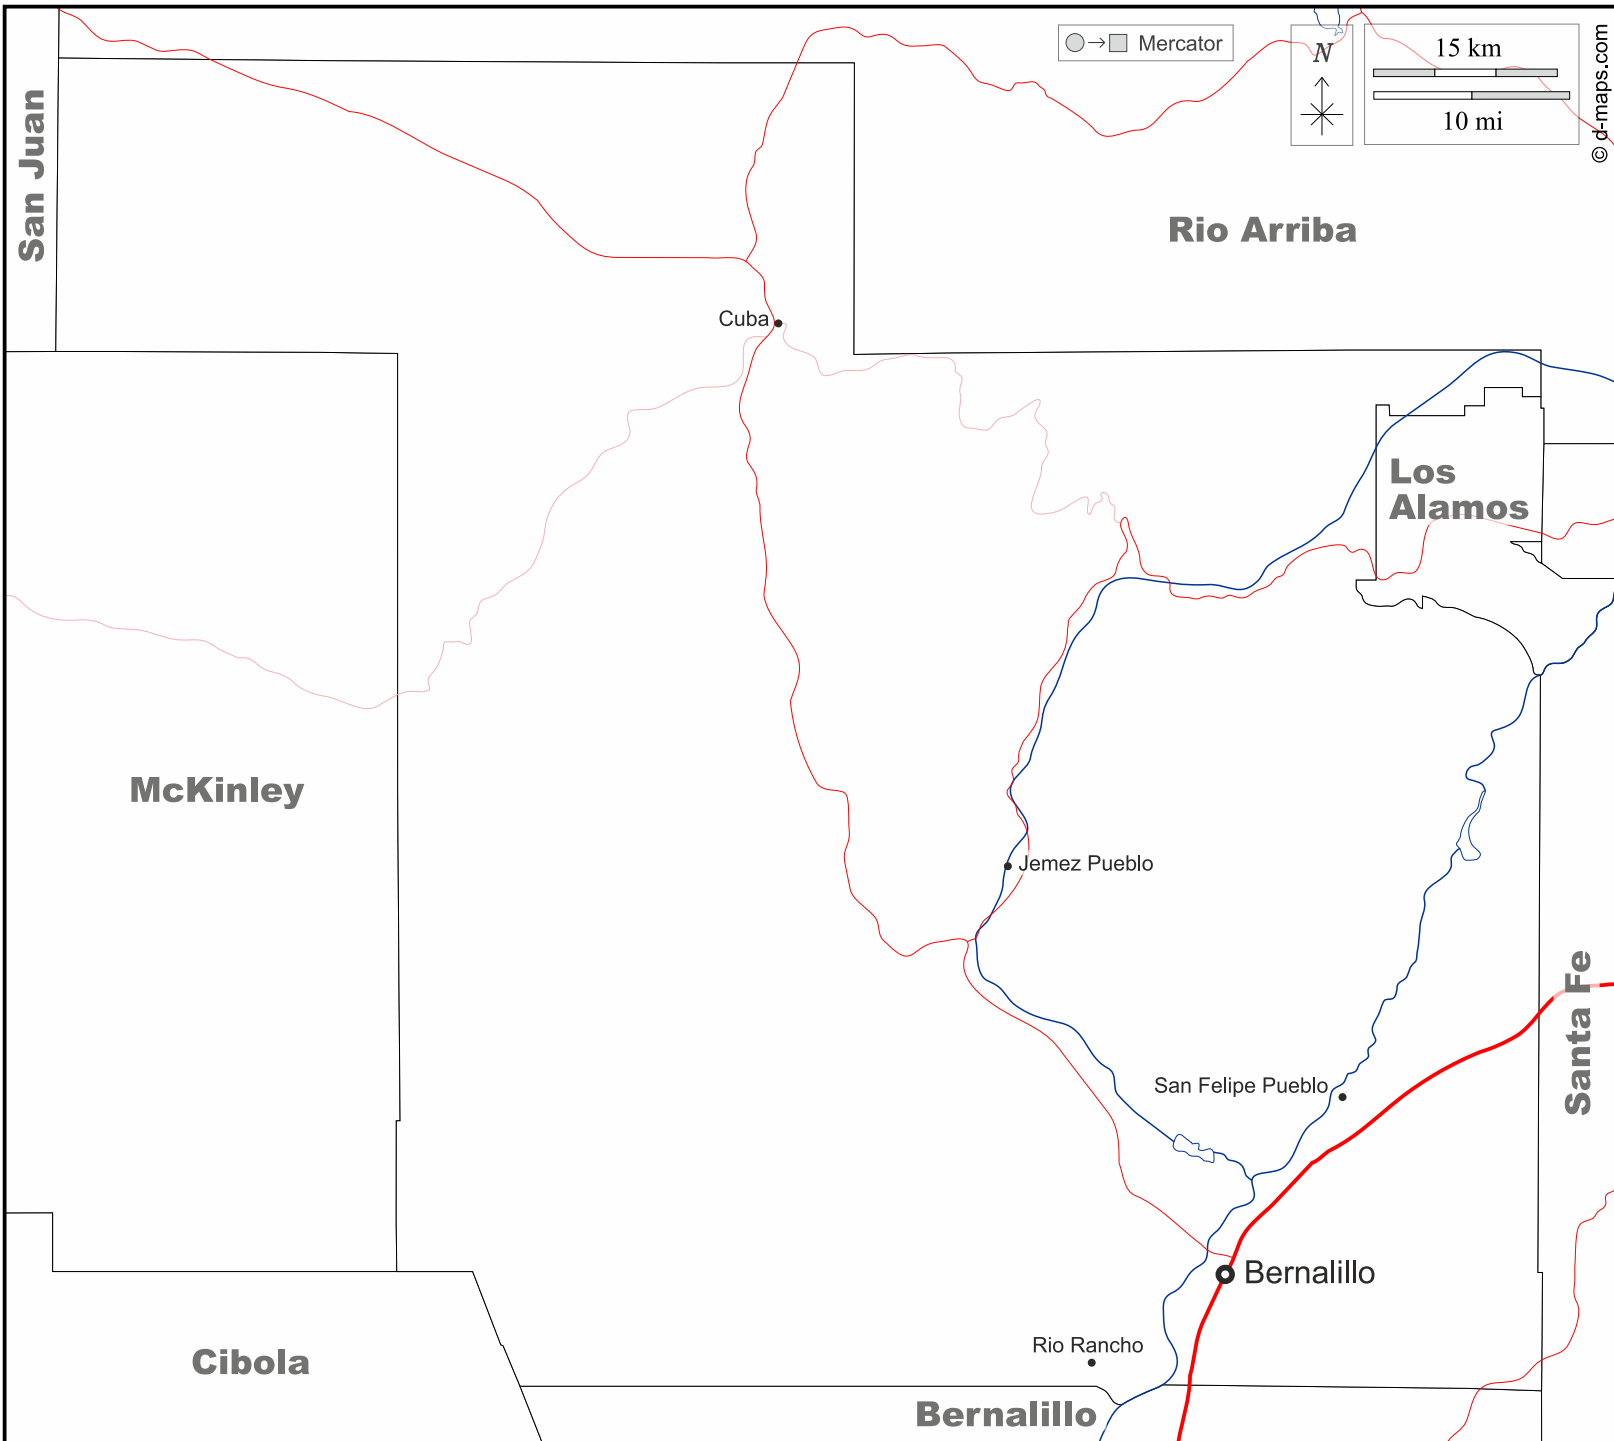 Mercator
N
15 km
10 mi
© d-maps.com
San Juan
Rio Arriba
Cuba
Los
Alamos
McKinley
Jemez Pueblo
Santa Fe
San Felipe Pueblo
Bernalillo
Rio Rancho
Cibola
Bernalillo